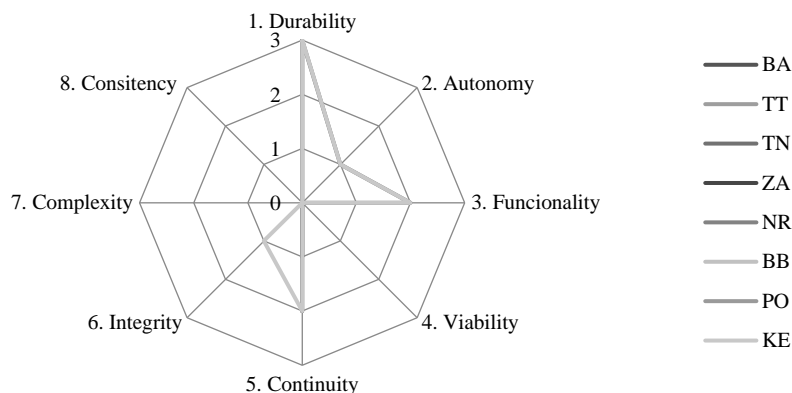 1. Durability
3
8. Consitency
2. Autonomy
2
1
7. Complexity
0
3. Funcionality
6. Integrity
4. Viability
5. Continuity
BA
TT
TN
ZA
NR
BB
PO
KE